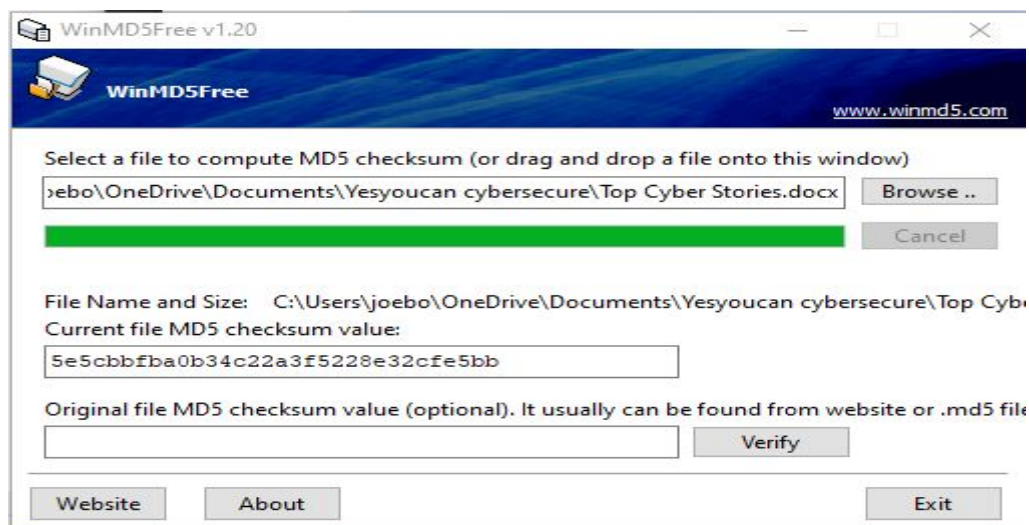 WinMD5Free v1.20
WinMD5Free
www.winmd5.com
Select a file to compute MD5 checksum (or drag and drop a file onto this window)
oebo\OneDrive\Documents\Yesyoucan cybersecure\Top Cyber Stories.docx
Browse ..
Cancel
File Name and Size: C:\Users\joebo\OneDrive\Documents\Yesyoucan cybersecure\Top Cybe
Current file MD5 checksum value:
5e5cbbfba0b34c22a3f5228e32cfe5bb
Original file MD5 checksum value (optional). It usually can be found from website or .md5 file
Verify
Website
About
Exit